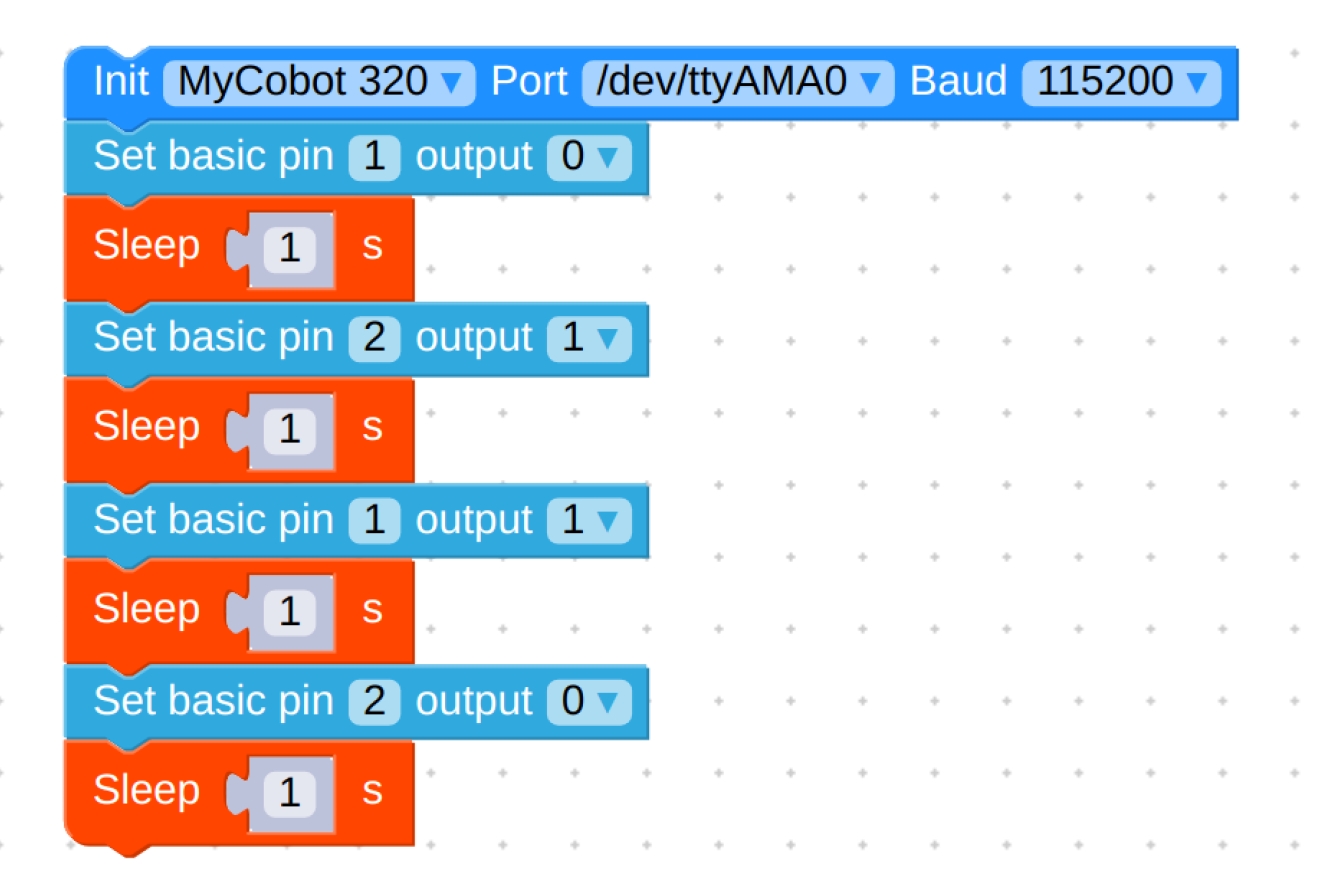 Init MyCobot 320 Port /dev/ttyAMA0 Baud 115200
Set basic pin 1 output 0
Sleep 1 s
Set basic pin 2 output 1
Sleep 1 s
Set basic pin 1 output 1
Sleep 1 s
Set basic pin 2 output 0
Sleep 1 s